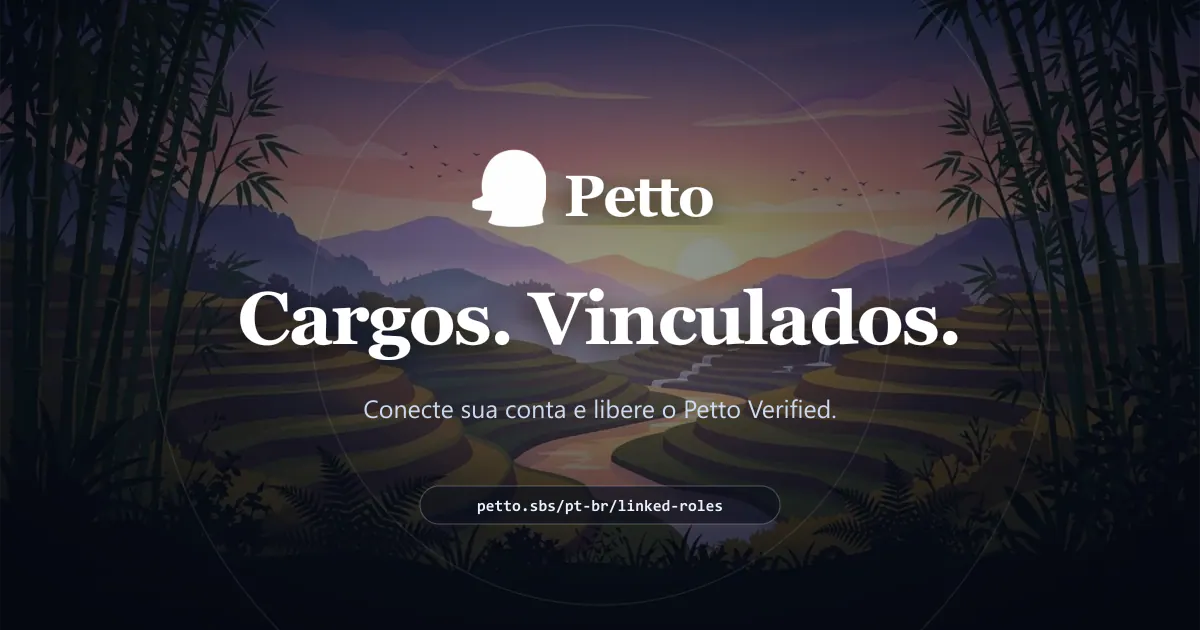 Petto
Cargos. Vinculados.
Conecte sua conta e libere o Petto Verified.
petto.sbs/pt-br/linked-roles